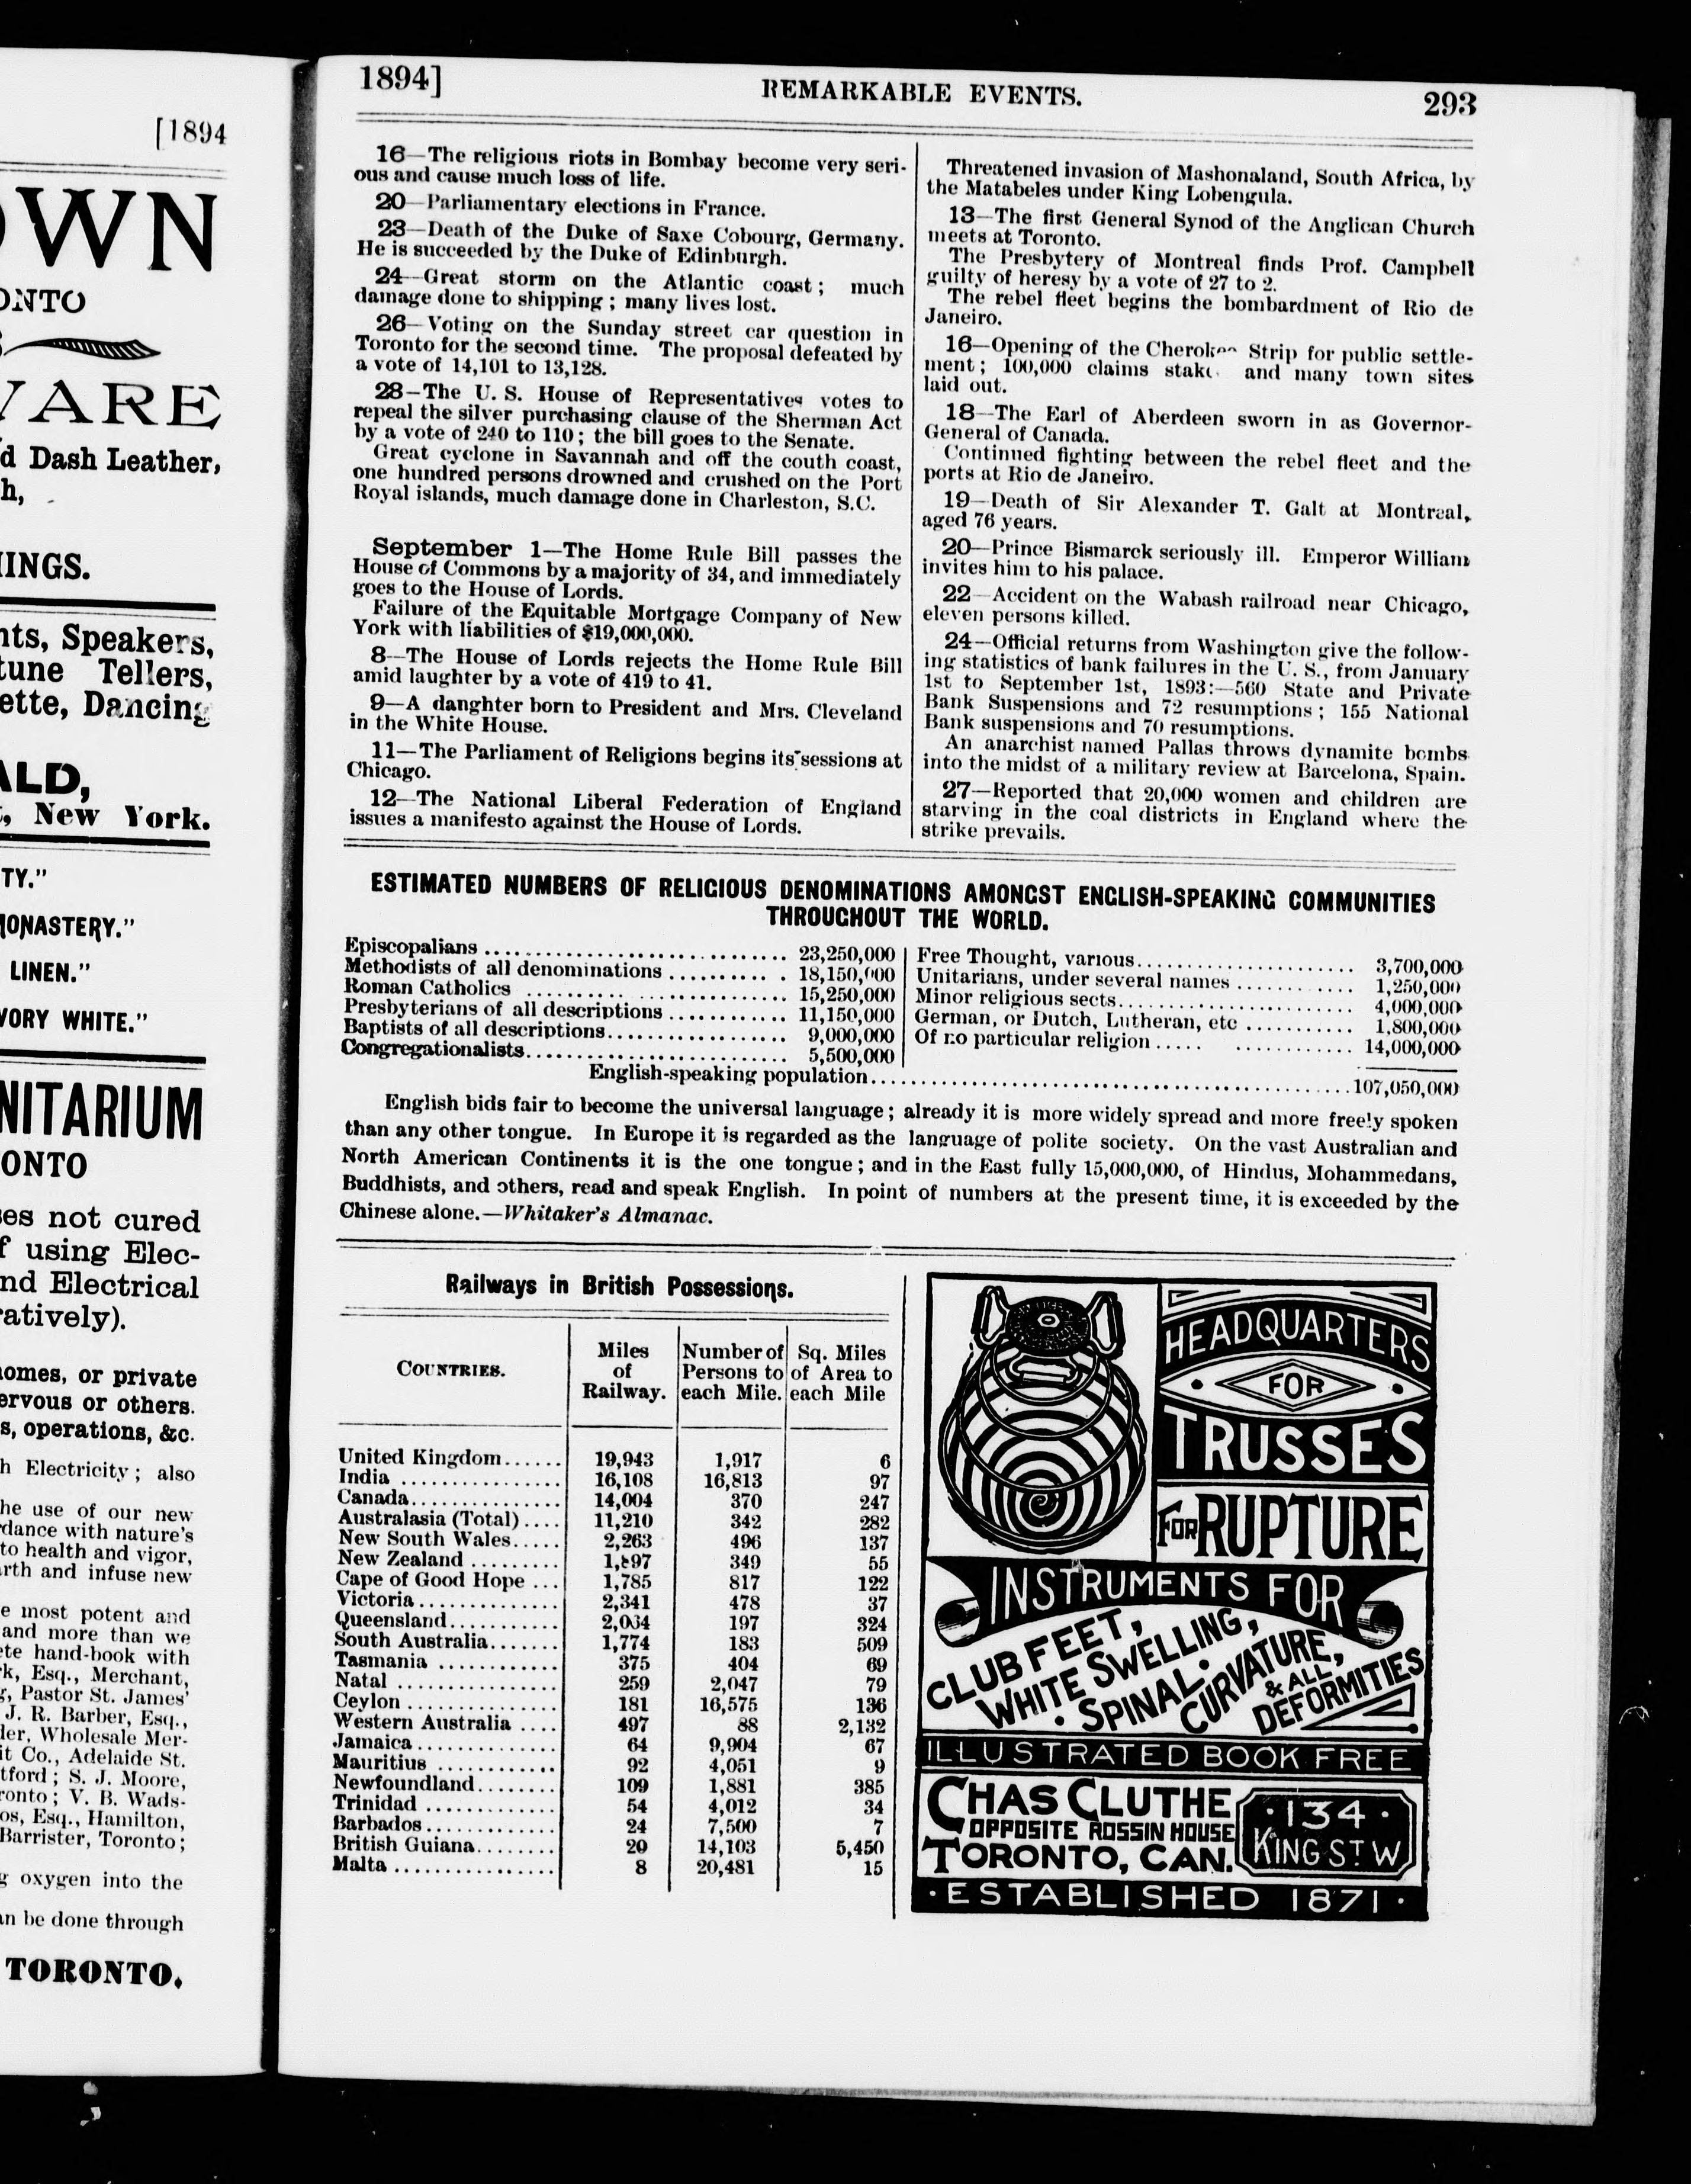 [1894
OWN
ONTO
WARE
d Dash Leather,
h,
INGS.
nts, Speakers,
tune Tellers,
ette, Dancing
ALD,
, New York.
TY."
MONASTERY."
LINEN."
VORY WHITE."
NITARIUM
ONTO
ses not cured
f using Elec-
nd Electrical
ratively).
homes, or private
ervous or others.
s, operations, &c.
h Electricity; also
he use of our new
rdance with nature's
to health and vigor,
irth and infuse new
e most potent and
and more than we
ete hand-book with
rk, Esq., Merchant,
g, Pastor St. James'
J. R. Barber, Esq.,
ler, Wholesale Mer-
it Co., Adelaide St.
tford; S. J. Moore,
ronto; V. B. Wads-
os, Esq., Hamilton,
Barrister, Toronto;
g oxygen into the
an be done through
TORONTO.
1894] REMARKABLE EVENTS. 293
16—The religious riots in Bombay become very seri-
ous and cause much loss of life.
20—Parliamentary elections in France.
23—Death of the Duke of Saxe Cobourg, Germany.
He is succeeded by the Duke of Edinburgh.
24—Great storm on the Atlantic coast; much
damage done to shipping; many lives lost.
26—Voting on the Sunday street car question in
Toronto for the second time. The proposal defeated by
a vote of 14,101 to 13,128.
28—The U. S. House of Representatives votes to
repeal the silver purchasing clause of the Sherman Act
by a vote of 240 to 110; the bill goes to the Senate.
Great cyclone in Savannah and off the couth coast,
one hundred persons drowned and crushed on the Port
Royal islands, much damage done in Charleston, S.C.
September 1—The Home Rule Bill passes the
House of Commons by a majority of 34, and immediately
goes to the House of Lords.
Failure of the Equitable Mortgage Company of New
York with liabilities of $19,000,000.
8—The House of Lords rejects the Home Rule Bill
amid laughter by a vote of 419 to 41.
9—A danghter born to President and Mrs. Cleveland
in the White House.
11—The Parliament of Religions begins its sessions at
Chicago.
12—The National Liberal Federation of England
issues a manifesto against the House of Lords.
Threatened invasion of Mashonaland, South Africa, by
the Matabeles under King Lobengula.
13—The first General Synod of the Anglican Church
meets at Toronto.
The Presbytery of Montreal finds Prof. Campbell
guilty of heresy by a vote of 27 to 2.
The rebel fleet begins the bombardment of Rio de
Janeiro.
16—Opening of the Cherokee Strip for public settle-
ment; 100,000 claims and many town sites
laid out.
18—The Earl of Aberdeen sworn in as Governor-
General of Canada.
Continued fighting between the rebel fleet and the
ports at Rio de Janeiro.
19—Death of Sir Alexander T. Galt at Montreal,
aged 76 years.
20—Prince Bismarck seriously ill. Emperor William
invites him to his palace.
22—Accident on the Wabash railroad near Chicago,
eleven persons killed.
24—Official returns from Washington give the follow-
ing statistics of bank failures in the U. S., from January
1st to September 1st, 1893:—560 State and Private
Bank Suspensions and 72 resumptions; 155 National
Bank suspensions and 70 resumptions.
An anarchist named Pallas throws dynamite bombs
into the midst of a military review at Barcelona, Spain.
27—Reported that 20,000 women and children are
starving in the coal districts in England where the
strike prevails.
ESTIMATED NUMBERS OF RELIGIOUS DENOMINATIONS AMONGST ENGLISH-SPEAKING COMMUNITIES
THROUGHOUT THE WORLD.
Episcopalians 23,250,000
Methodists of all denominations 18,150,000
Roman Catholics 15,250,000
Presbyterians of all descriptions 11,150,000
Baptists of all descriptions 9,000,000
Congregationalists 5,500,000
Free Thought, various 3,700,000
Unitarians, under several names 1,250,000
Minor religious sects 4,000,000
German, or Dutch, Lutheran, etc 1,800,000
Of no particular religion 14,000,000
English-speaking population 107,050,000
English bids fair to become the universal language; already it is more widely spread and more freely spoken
than any other tongue. In Europe it is regarded as the language of polite society. On the vast Australian and
North American Continents it is the one tongue; and in the East fully 15,000,000, of Hindus, Mohammedans,
Buddhists, and others, read and speak English. In point of numbers at the present time, it is exceeded by the
Chinese alone.—Whitaker's Almanac.
Railways in British Possessions.
COUNTRIES. Miles of Railway. Number of Persons to each Mile. Sq. Miles of Area to each Mile
United Kingdom 19,943 1,917 6
India 16,108 16,813 97
Canada 14,004 370 247
Australasia (Total) 11,210 342 282
New South Wales 2,263 496 137
New Zealand 1,897 349 55
Cape of Good Hope 1,785 817 122
Victoria 2,341 478 37
Queensland 2,064 197 324
South Australia 1,774 183 509
Tasmania 375 404 69
Natal 259 2,047 79
Ceylon 181 16,575 136
Western Australia 497 88 2,132
Jamaica 64 9,904 67
Mauritius 92 4,051 9
Newfoundland 109 1,881 385
Trinidad 54 4,012 34
Barbados 24 7,500 7
British Guiana 20 14,103 5,450
Malta 8 20,481 15
HEADQUARTERS
FOR
TRUSSES
FOR RUPTURE
INSTRUMENTS FOR
CLUB FEET,
WHITE SWELLING,
SPINAL CURVATURE,
& ALL
DEFORMITIES
ILLUSTRATED BOOK FREE
CHAS CLUTHE
OPPOSITE ROSSIN HOUSE
TORONTO, CAN.
134
KING ST W
ESTABLISHED 1871